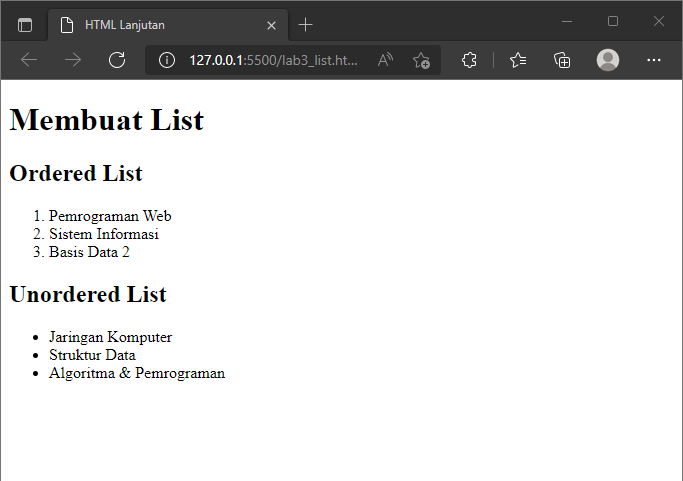 HTML Lanjutan
127.0.0.1:5500/lab3_list.ht...
Membuat List
Ordered List
1. Pemrograman Web
2. Sistem Informasi
3. Basis Data 2
Unordered List
• Jaringan Komputer
• Struktur Data
• Algoritma & Pemrograman